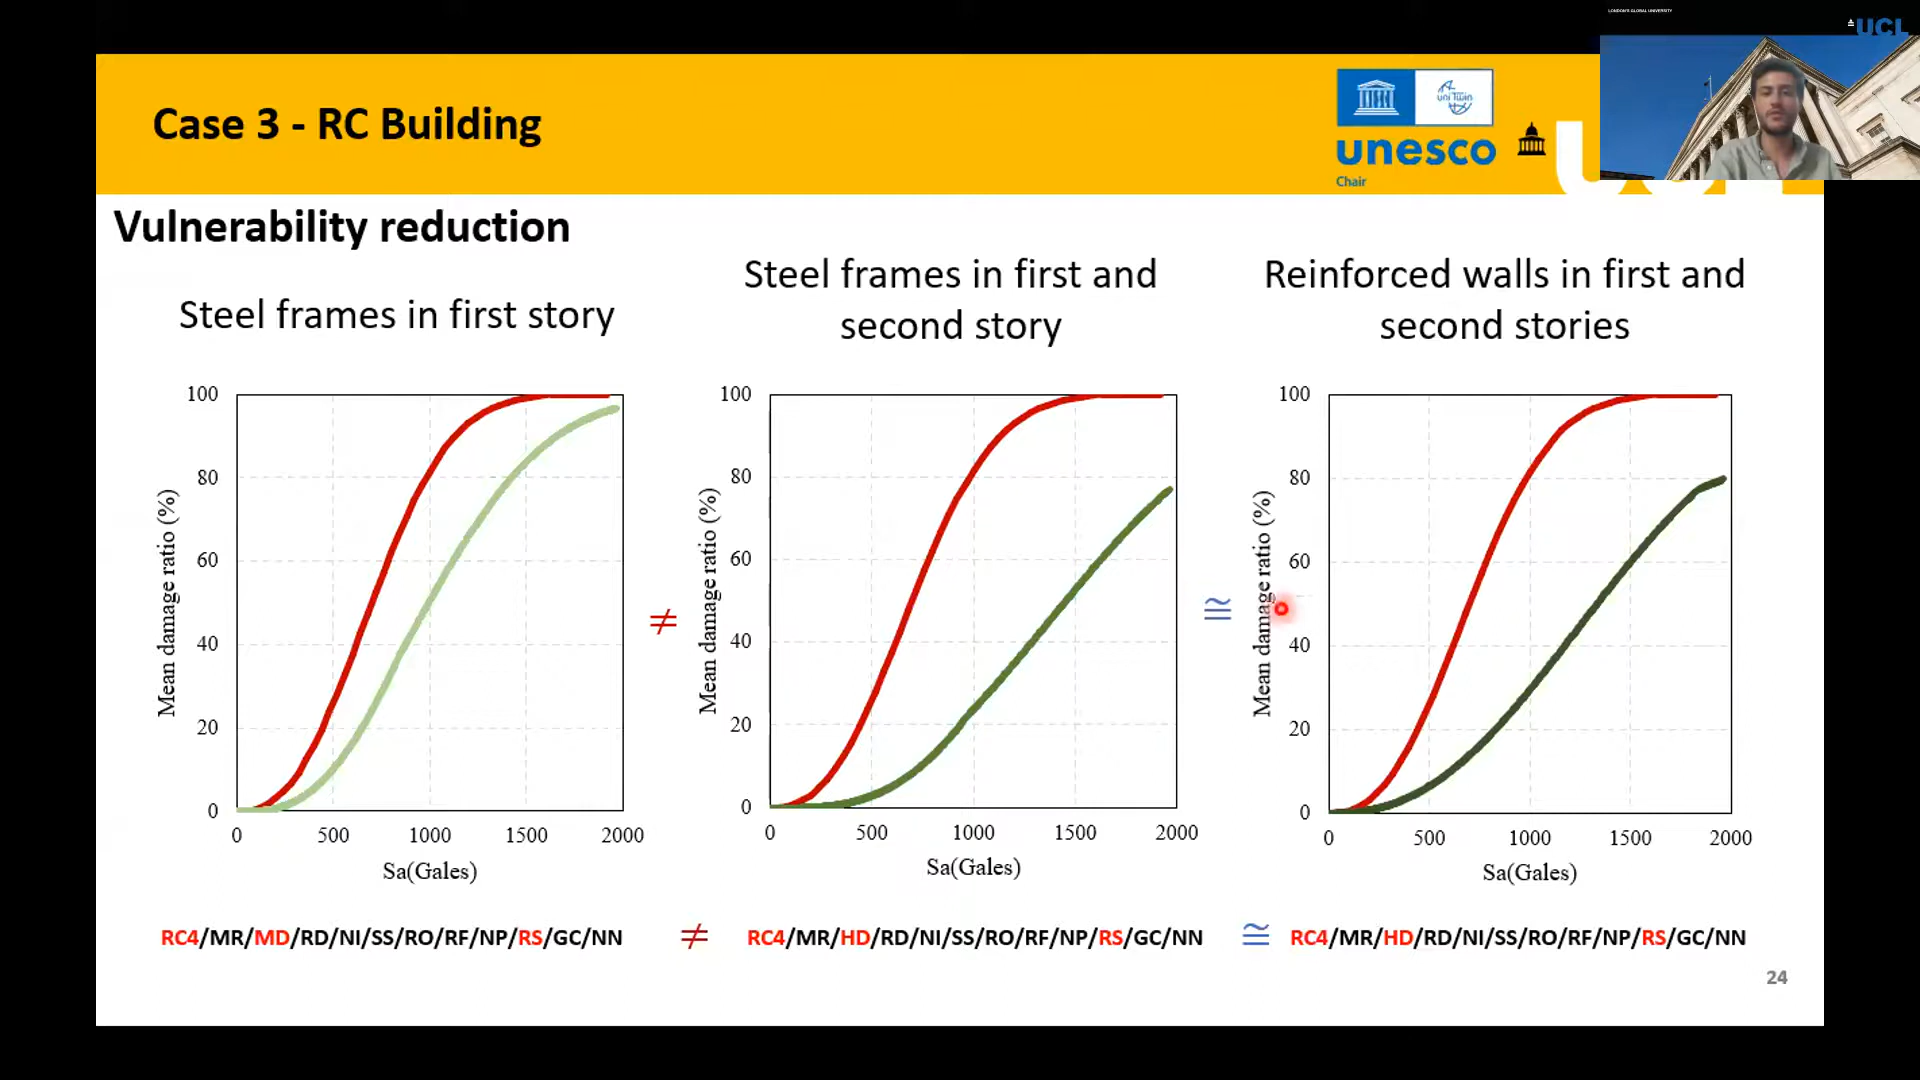 LONDON'S GLOBAL UNIVERSITY
UCL
Case 3 - RC Building
uni Twin
unesco
Chair
Vulnerability reduction
Steel frames in first story
Steel frames in first and
second story
Reinforced walls in first and
second stories
Mean damage ratio (%)
100
80
60
40
20
0
0 500 1000 1500 2000
Sa(Gales)
≠
Mean damage ratio (%)
100
80
60
40
20
0
0 500 1000 1500 2000
Sa(Gales)
≅
Mean damage ratio (%)
100
80
60
40
20
0
0 500 1000 1500 2000
Sa(Gales)
RC4/MR/MD/RD/NI/SS/RO/RF/NP/RS/GC/NN ≠ RC4/MR/HD/RD/NI/SS/RO/RF/NP/RS/GC/NN ≅ RC4/MR/HD/RD/NI/SS/RO/RF/NP/RS/GC/NN
24